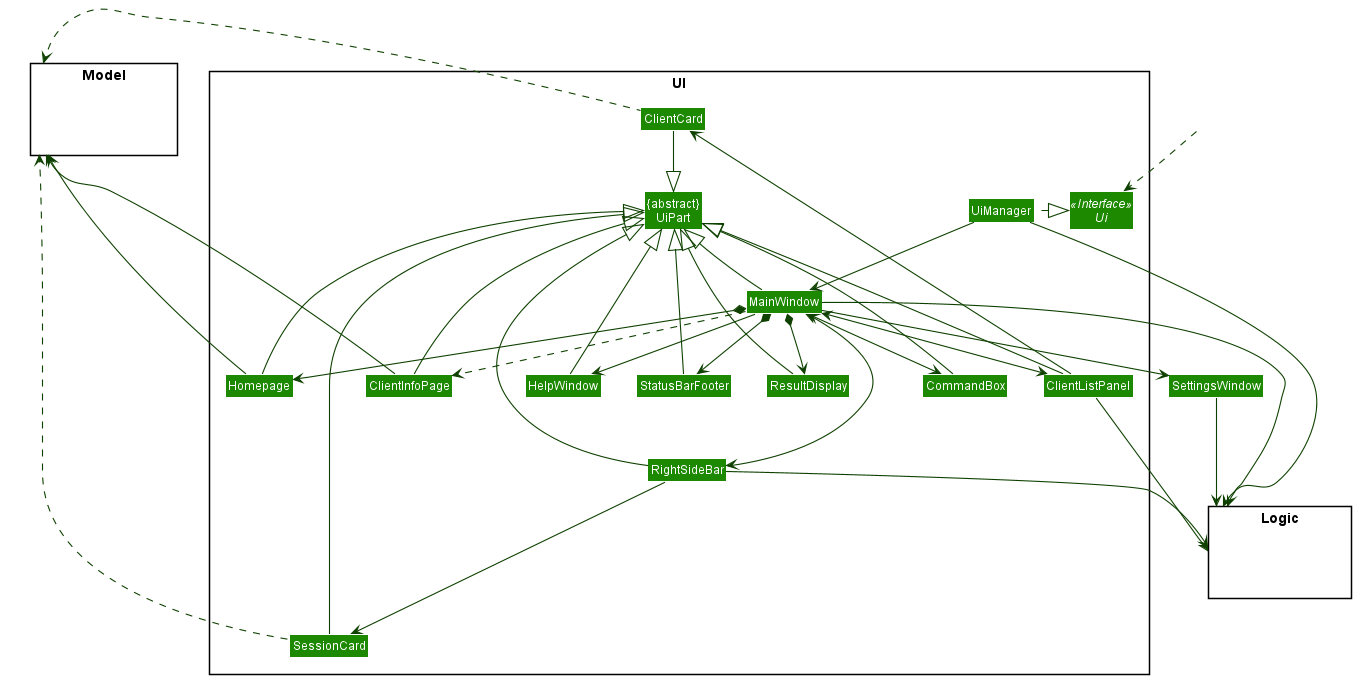 Model
UI
ClientCard
{abstract}
UiPart
UiManager
«Interface»
Ui
MainWindow
Homepage
ClientInfoPage
HelpWindow
StatusBarFooter
ResultDisplay
CommandBox
ClientListPanel
SettingsWindow
RightSideBar
Logic
SessionCard